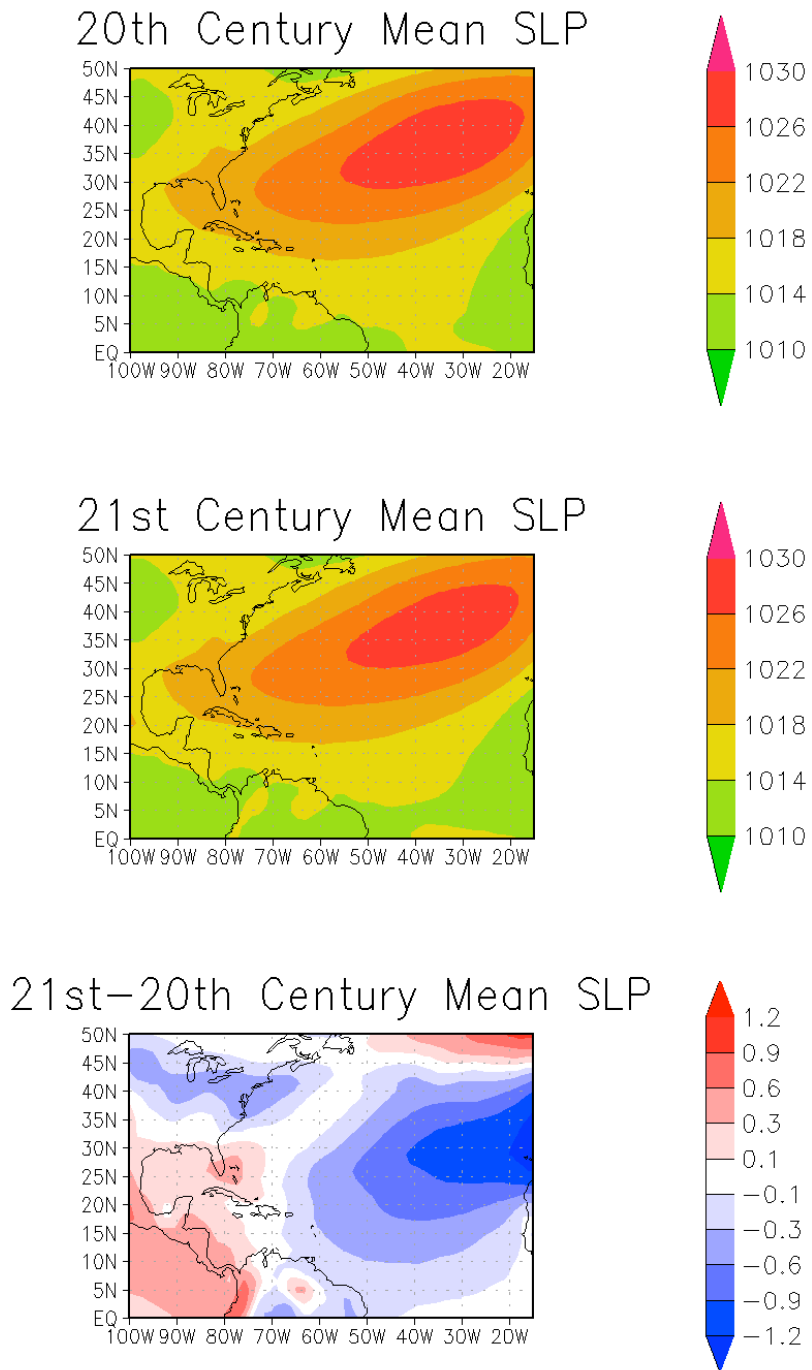 20th Century Mean SLP
50N
45N
40N
35N
30N
25N
20N
15N
10N
5N
EQ
100W 90W 80W 70W 60W 50W 40W 30W 20W
1030
1026
1022
1018
1014
1010
21st Century Mean SLP
50N
45N
40N
35N
30N
25N
20N
15N
10N
5N
EQ
100W 90W 80W 70W 60W 50W 40W 30W 20W
1030
1026
1022
1018
1014
1010
21st-20th Century Mean SLP
50N
45N
40N
35N
30N
25N
20N
15N
10N
5N
EQ
100W 90W 80W 70W 60W 50W 40W 30W 20W
1.2
0.9
0.6
0.3
0.1
-0.1
-0.3
-0.6
-0.9
-1.2